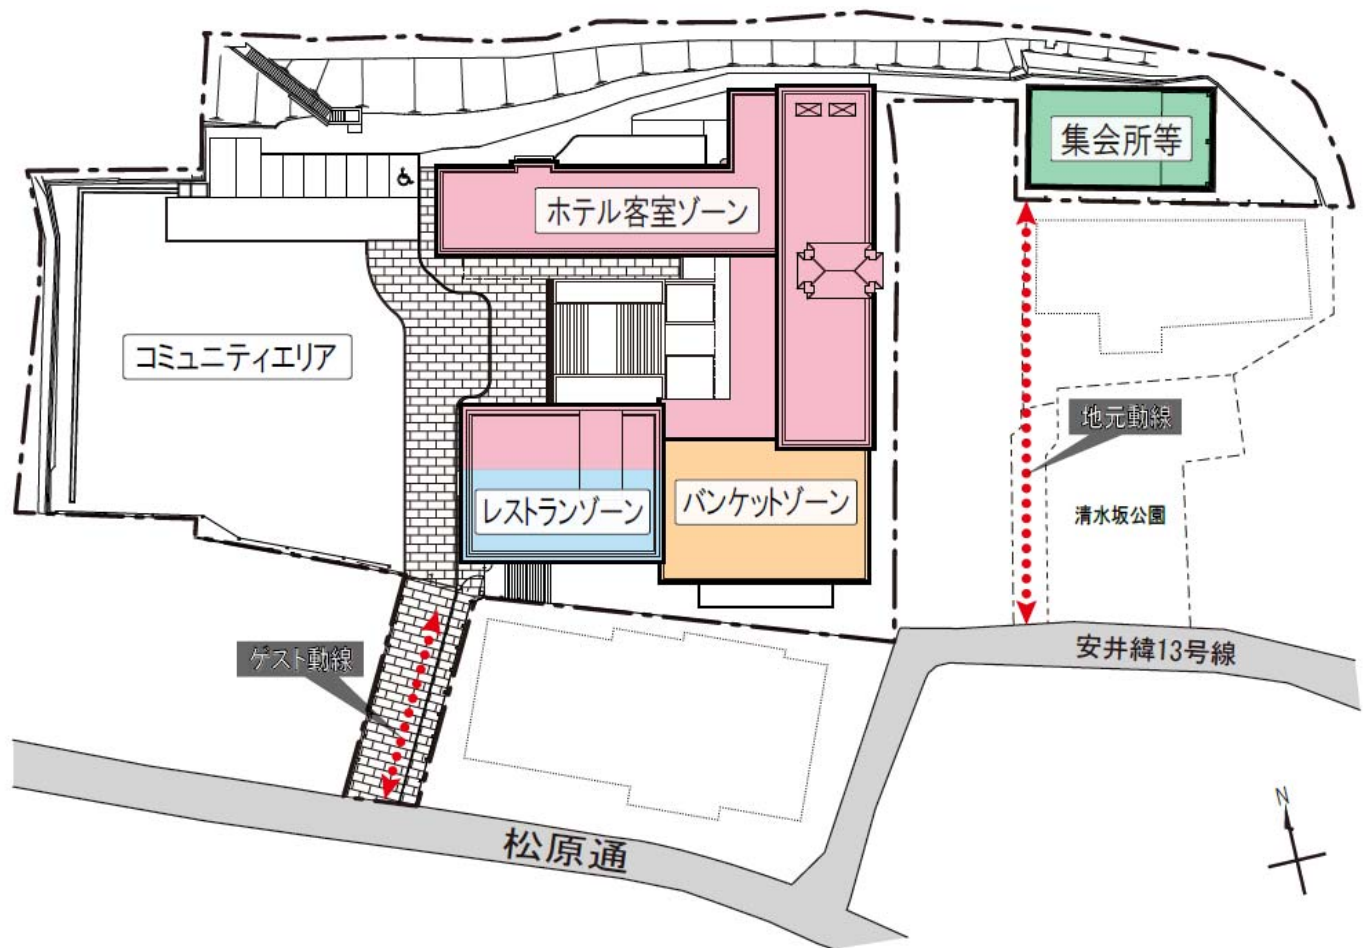 集会所等
ホテル客室ゾーン
コミュニティエリア
地元動線
レストランゾーン
バンケットゾーン
清水坂公園
ゲスト動線
安井緯13号線
松原通
N